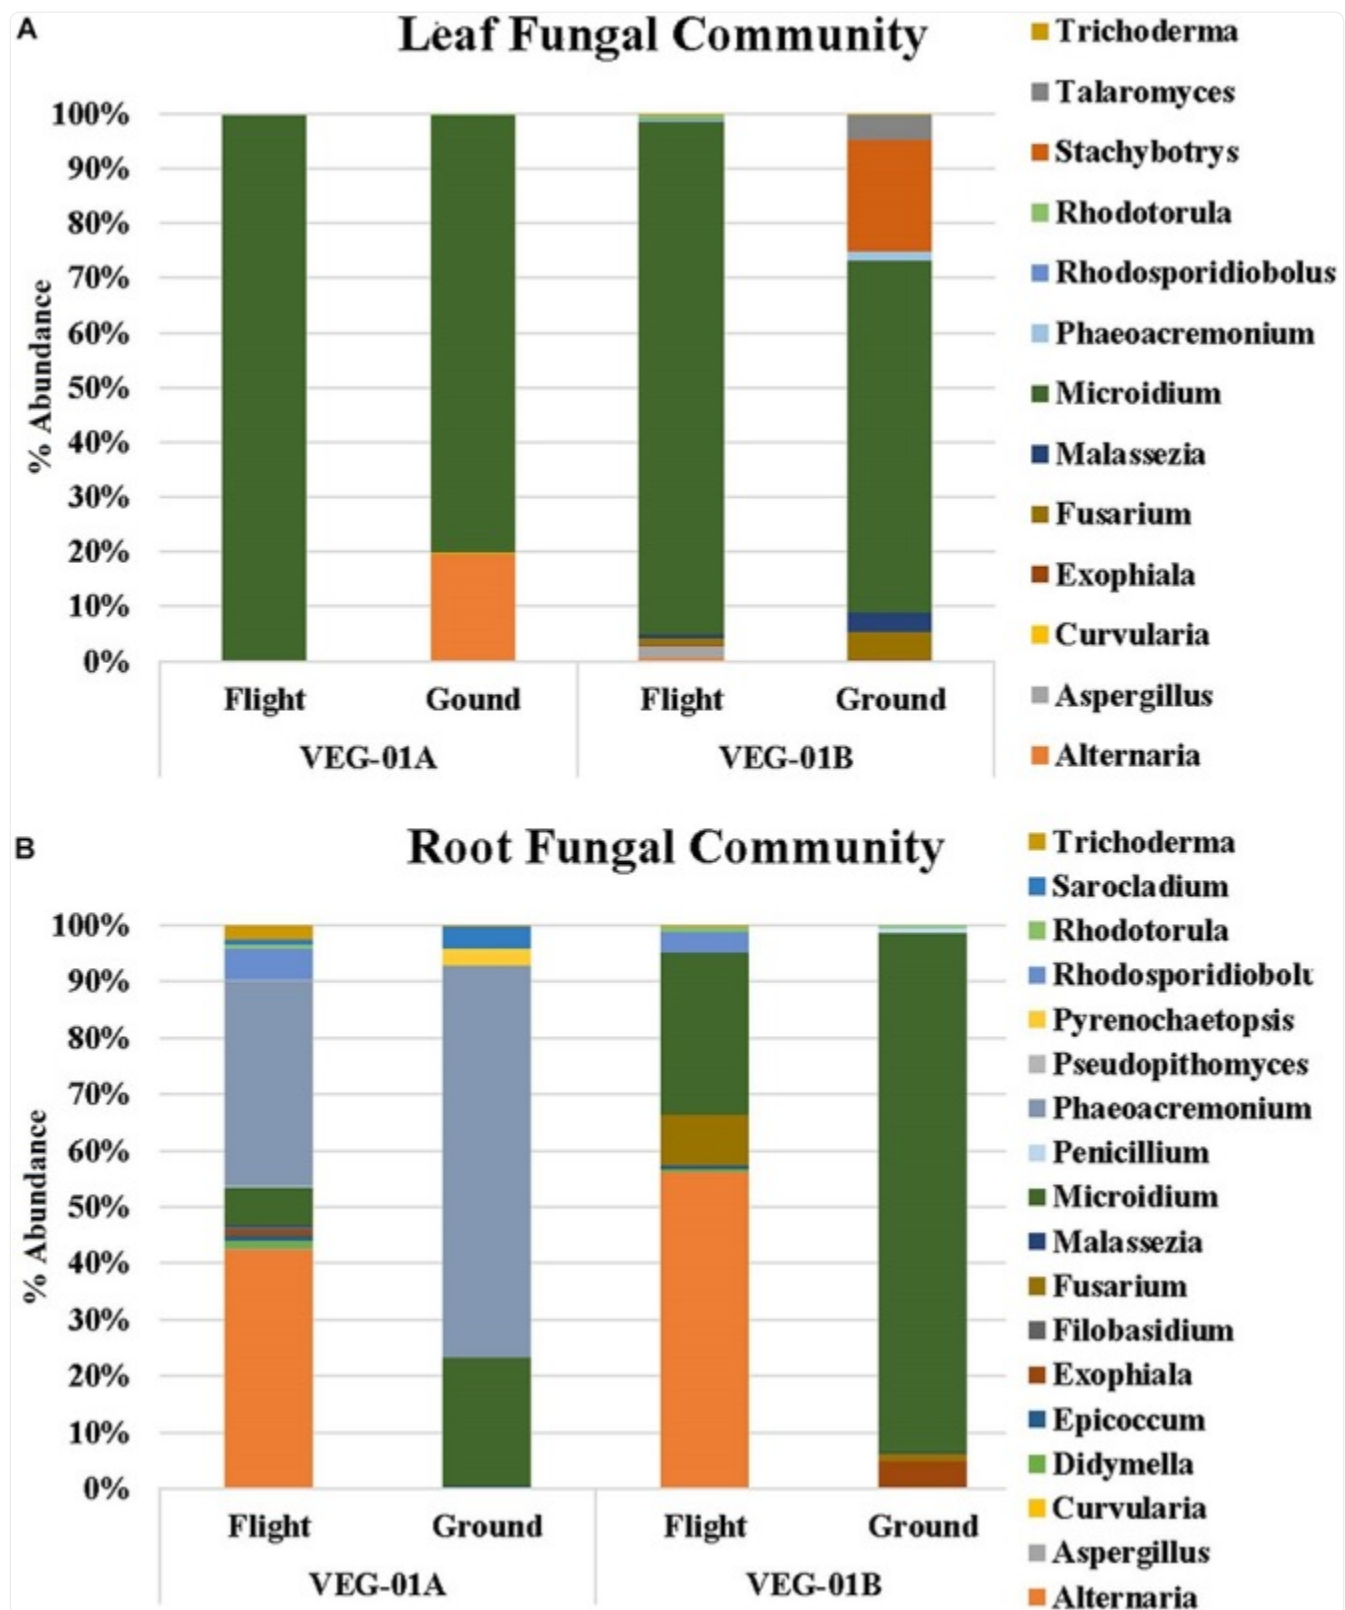 A
Leaf Fungal Community
% Abundance
100%
90%
80%
70%
60%
50%
40%
30%
20%
10%
0%
Flight
Gound
Flight
Ground
VEG-01A
VEG-01B
Trichoderma
Talaromyces
Stachybotrys
Rhodotorula
Rhodosporidiobolus
Phaeoacremonium
Microidium
Malassezia
Fusarium
Exophiala
Curvularia
Aspergillus
Alternaria
B
Root Fungal Community
% Abundance
100%
90%
80%
70%
60%
50%
40%
30%
20%
10%
0%
Flight
Ground
Flight
Ground
VEG-01A
VEG-01B
Trichoderma
Sarocladium
Rhodotorula
Rhodosporidiobolu
Pyrenochaetopsis
Pseudopithomyces
Phaeoacremonium
Penicillium
Microidium
Malassezia
Fusarium
Filobasidium
Exophiala
Epicoccum
Didymella
Curvularia
Aspergillus
Alternaria